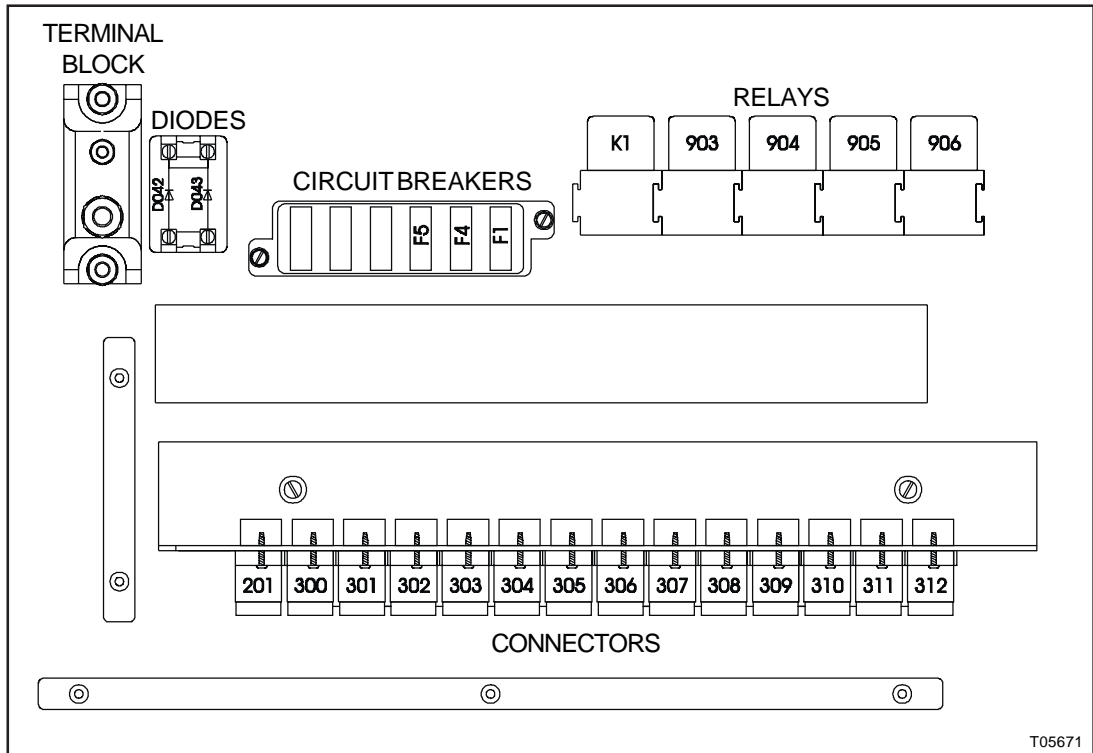 TERMINAL
BLOCK
DIODES
D042
D043
CIRCUIT BREAKERS
F5
F4
F1
RELAYS
K1 903 904 905 906
201 300 301 302 303 304 305 306 307 308 309 310 311 312
CONNECTORS
T05671